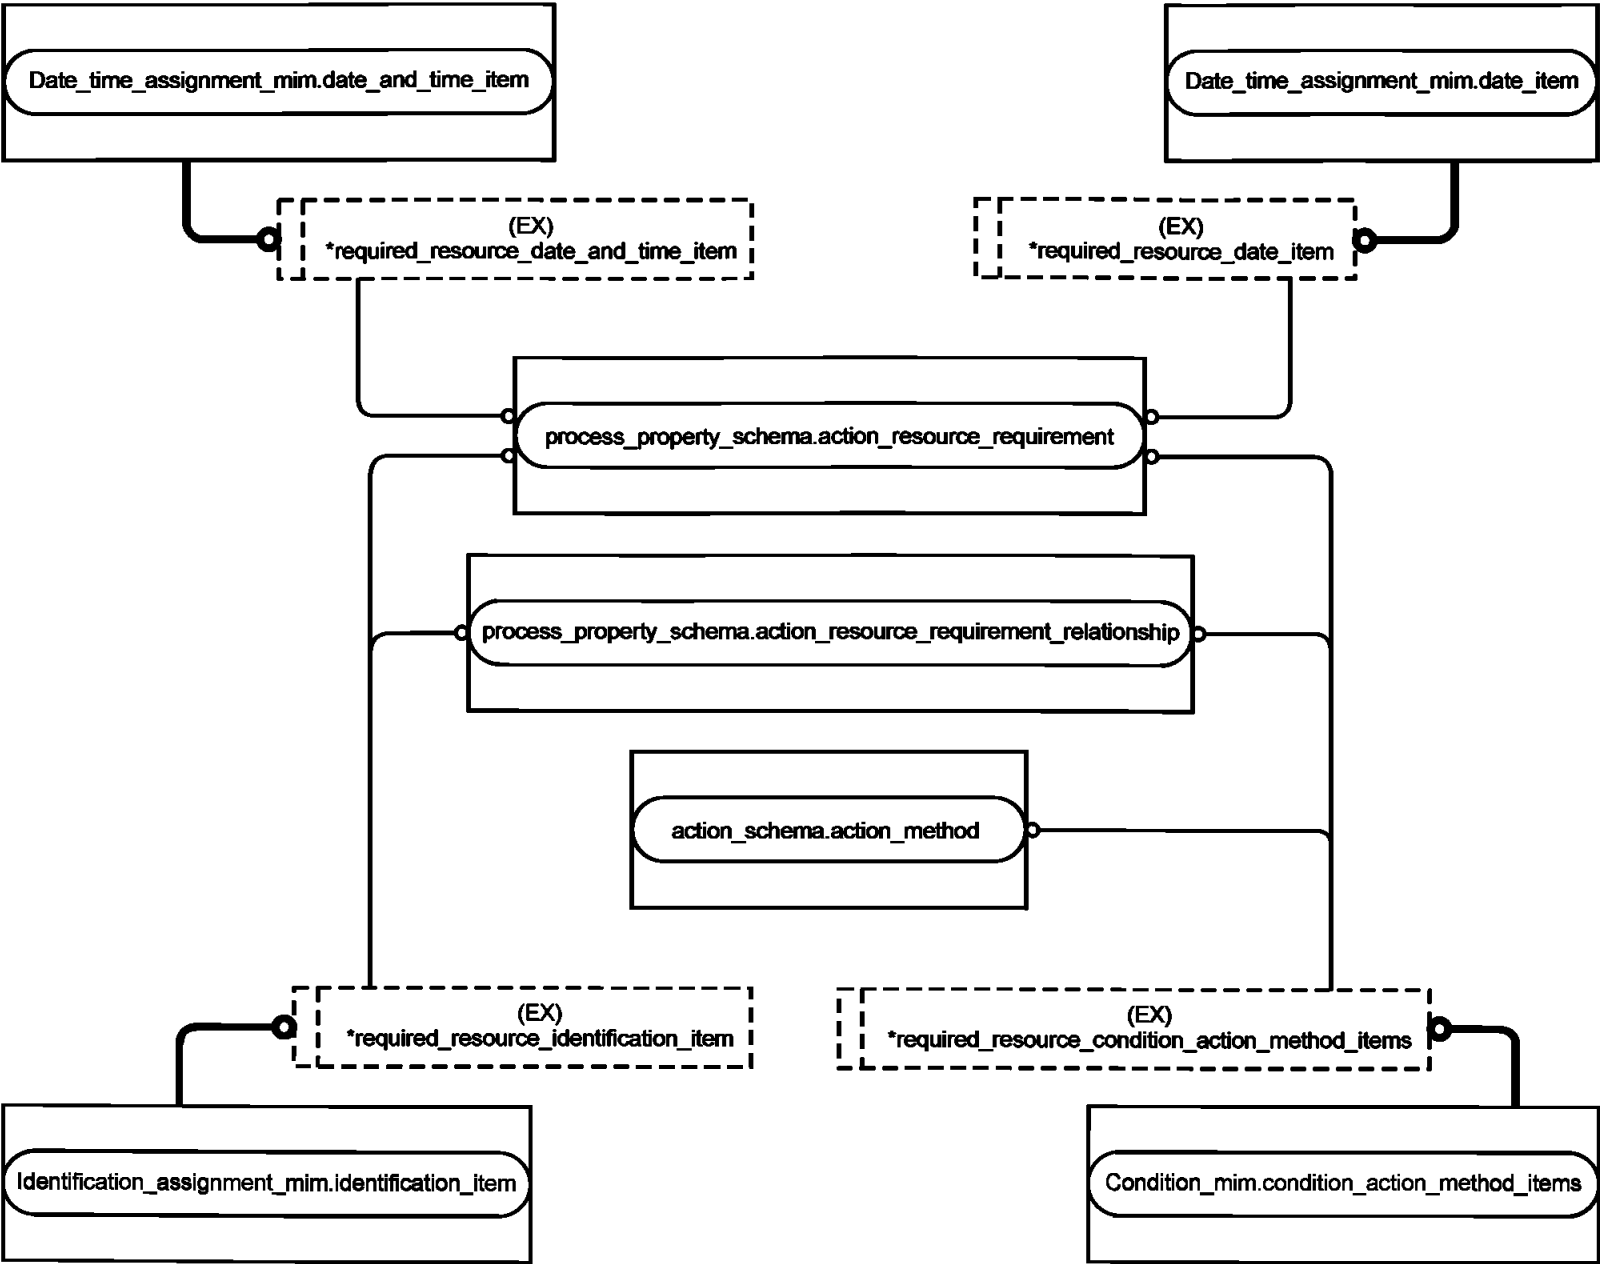 Date_time_assignment_mim.date_and_time_item
Date_time_assignment_mim.date_item
(EX)
*required_resource_date_and_time_item
(EX)
*required_resource_date_item
process_property_schema.action_resource_requirement
process_property_schema.action_resource_requirement_relationship
action_schema.action_method
(EX)
*required_resource_identification_item
(EX)
*required_resource_condition_action_method_items
Identification_assignment_mim.identification_item
Condition_mim.condition_action_method_items